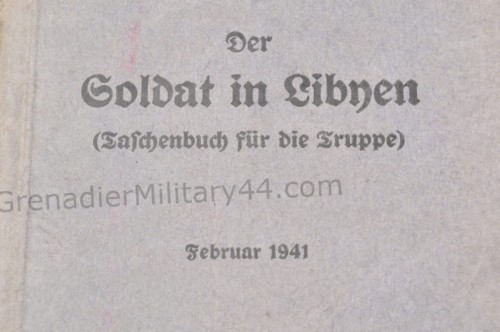 Der
Soldat in Libyen
(Taschenbuch für die Truppe)
GrenadierMilitary44.com
Februar 1941